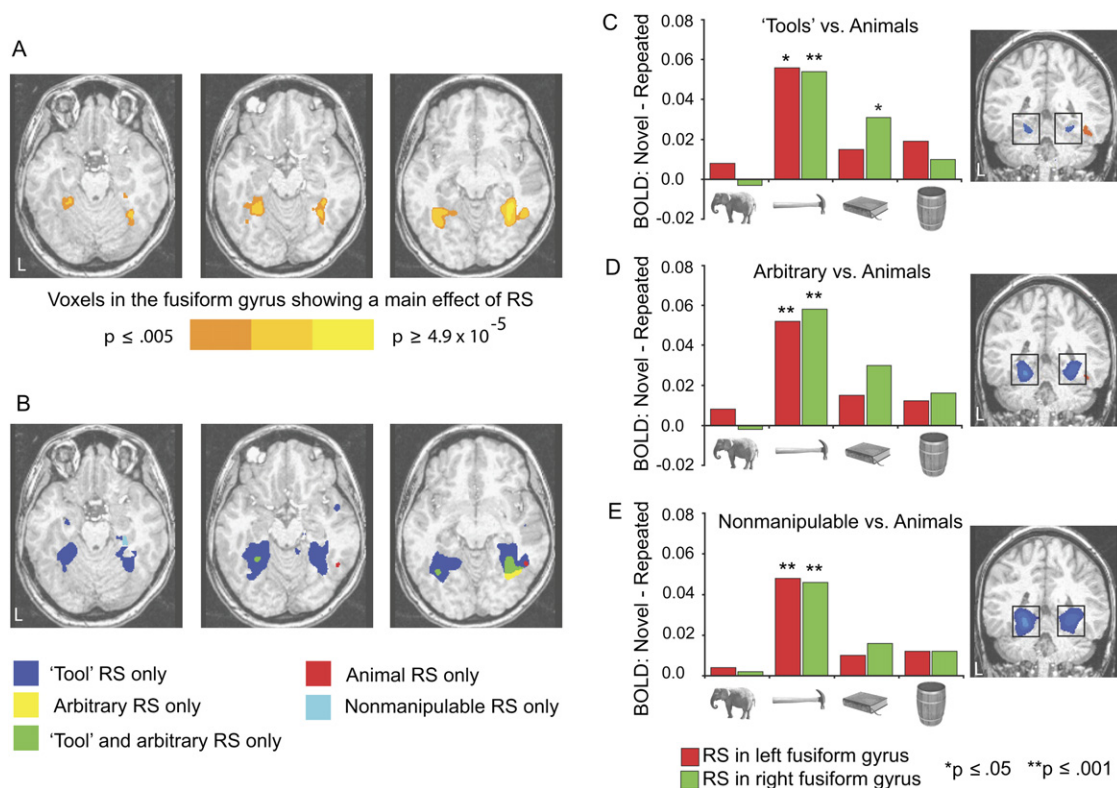 A
L
Voxels in the fusiform gyrus showing a main effect of RS
p ≤ .005
p ≥ 4.9 x 10-5
B
L
'Tool' RS only
Arbitrary RS only
'Tool' and arbitrary RS only
Animal RS only
Nonmanipulable RS only
C
'Tools' vs. Animals
BOLD: Novel - Repeated
0.08
0.06
0.04
0.02
0.0
-0.02
*
**
*
L
D
Arbitrary vs. Animals
BOLD: Novel - Repeated
0.08
0.06
0.04
0.02
0.0
-0.02
**
**
L
E
Nonmanipulable vs. Animals
BOLD: Novel - Repeated
0.08
0.06
0.04
0.02
0.0
**
**
L
RS in left fusiform gyrus
RS in right fusiform gyrus
*p ≤ .05 **p ≤ .001